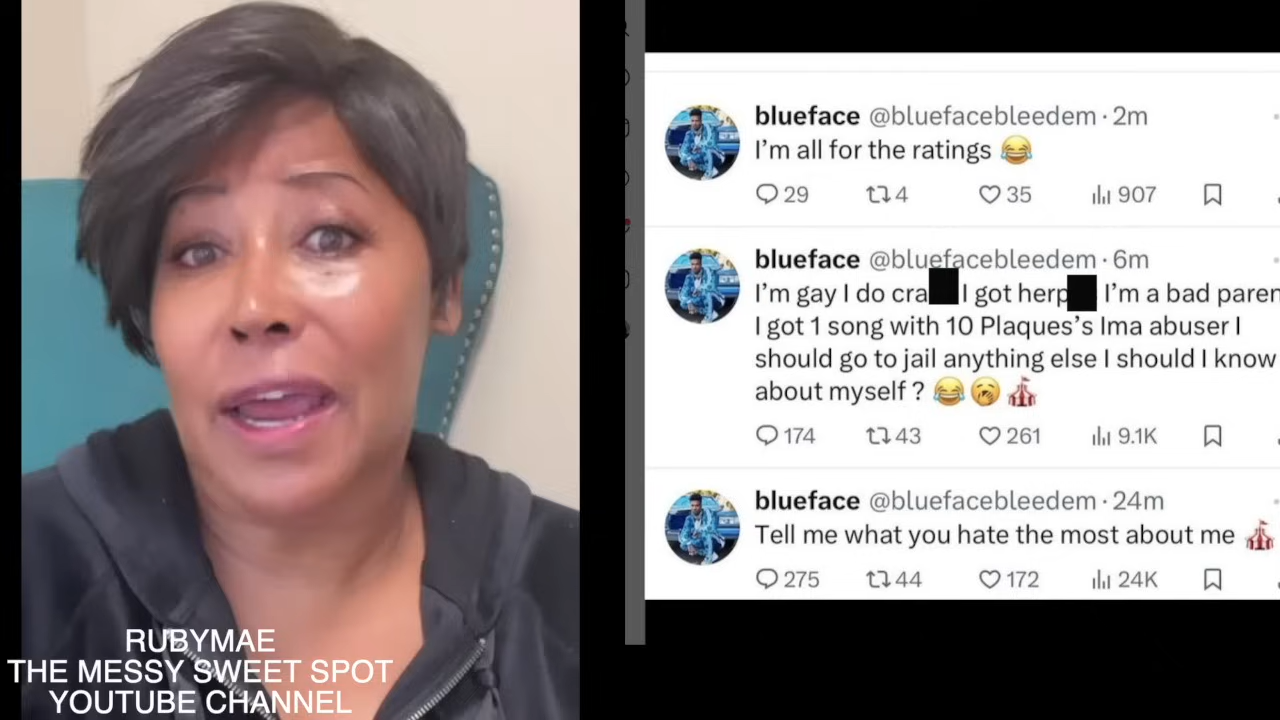 blueface @bluefacebleedem · 2m
I'm all for the ratings 😂
29 4 35 907
blueface @bluefacebleedem · 6m
I'm gay I do cra I got herp I'm a bad paren
I got 1 song with 10 Plaques's Ima abuser I
should go to jail anything else I should I know
about myself ? 😂🥱🎪
174 43 261 9.1K
blueface @bluefacebleedem · 24m
Tell me what you hate the most about me 🎪
275 44 172 24K
RUBYMAE
THE MESSY SWEET SPOT
YOUTUBE CHANNEL